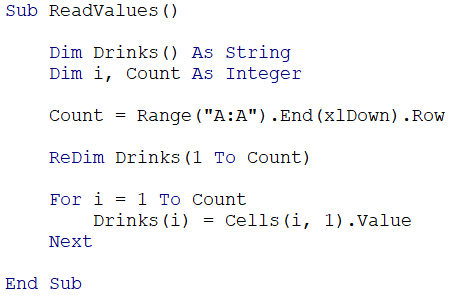 Sub ReadValues()
Dim Drinks() As String
Dim i, Count As Integer
Count = Range("A:A").End(xlDown).Row
ReDim Drinks(1 To Count)
For i = 1 To Count
Drinks(i) = Cells(i, 1).Value
Next
End Sub